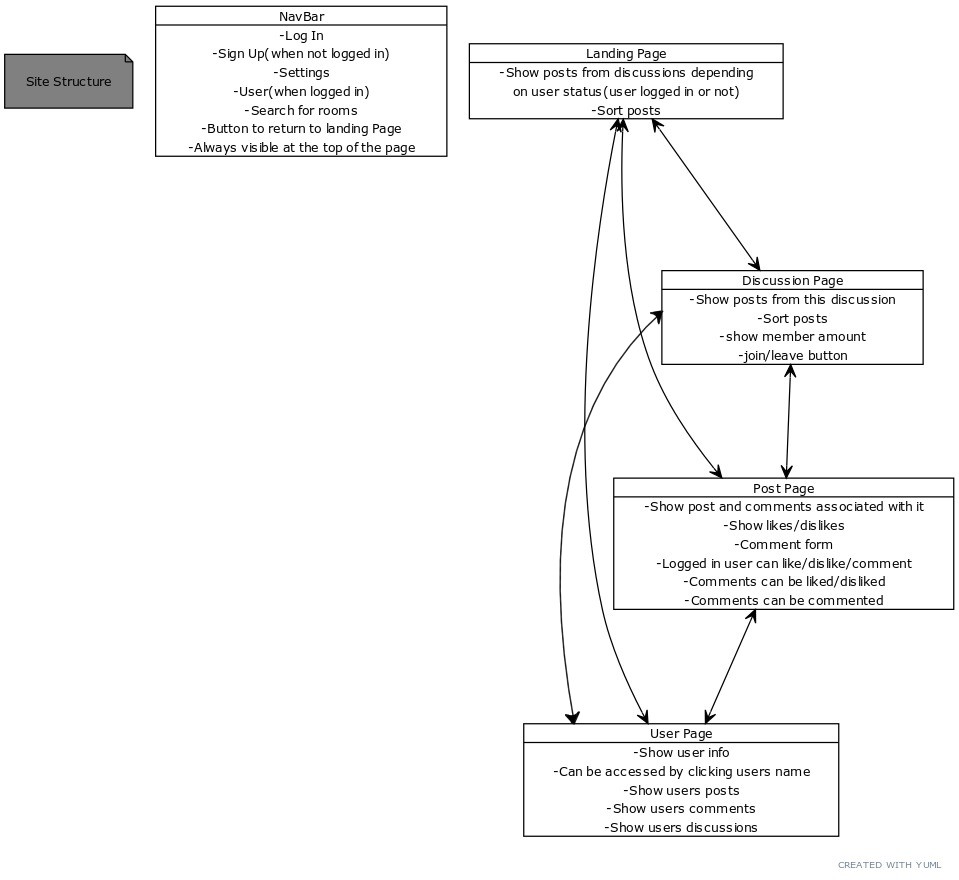 Site Structure
NavBar
-Log In
-Sign Up(when not logged in)
-Settings
-User(when logged in)
-Search for rooms
-Button to return to landing Page
-Always visible at the top of the page
Landing Page
-Show posts from discussions depending
on user status(user logged in or not)
-Sort posts
Discussion Page
-Show posts from this discussion
-Sort posts
-show member amount
-join/leave button
Post Page
-Show post and comments associated with it
-Show likes/dislikes
-Comment form
-Logged in user can like/dislike/comment
-Comments can be liked/disliked
-Comments can be commented
User Page
-Show user info
-Can be accessed by clicking users name
-Show users posts
-Show users comments
-Show users discussions
CREATED WITH YUML